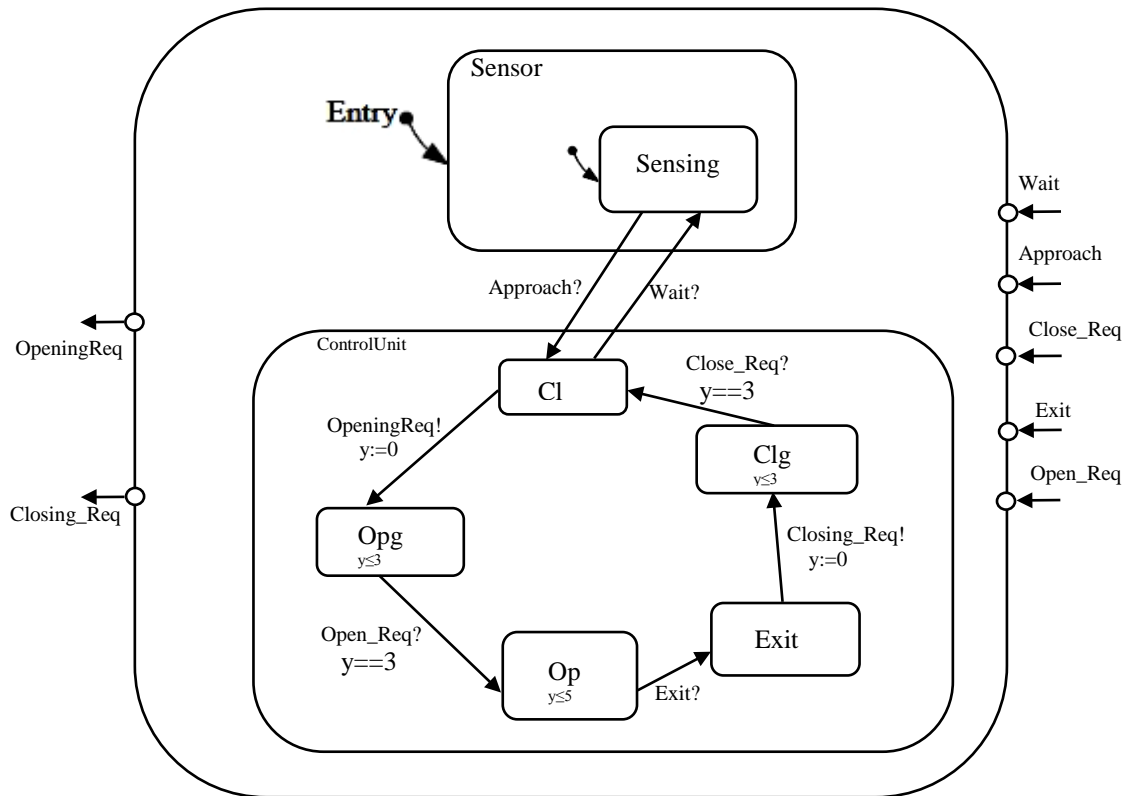 Sensor
Entry
Sensing
Wait
Approach
Approach?
Wait?
OpeningReq
ControlUnit
Close_Req
Close_Req?
y==3
Cl
OpeningReq!
y:=0
Exit
Clg
y≤3
Open_Req
Closing_Req
Opg
y≤3
Closing_Req!
y:=0
Open_Req?
y==3
Exit
Op
y≤5
Exit?